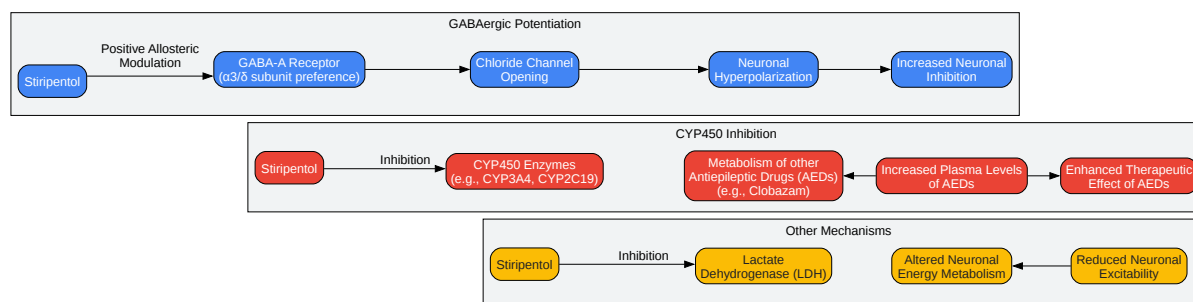 GABAergic Potentiation
Stiripentol
Positive Allosteric
Modulation
GABA-A Receptor
(α3/δ subunit preference)
Chloride Channel
Opening
Neuronal
Hyperpolarization
Increased Neuronal
Inhibition
CYP450 Inhibition
Stiripentol
Inhibition
CYP450 Enzymes
(e.g., CYP3A4, CYP2C19)
Metabolism of other
Antiepileptic Drugs (AEDs)
(e.g., Clobazam)
Increased Plasma Levels
of AEDs
Enhanced Therapeutic
Effect of AEDs
Other Mechanisms
Stiripentol
Inhibition
Lactate
Dehydrogenase (LDH)
Altered Neuronal
Energy Metabolism
Reduced Neuronal
Excitability